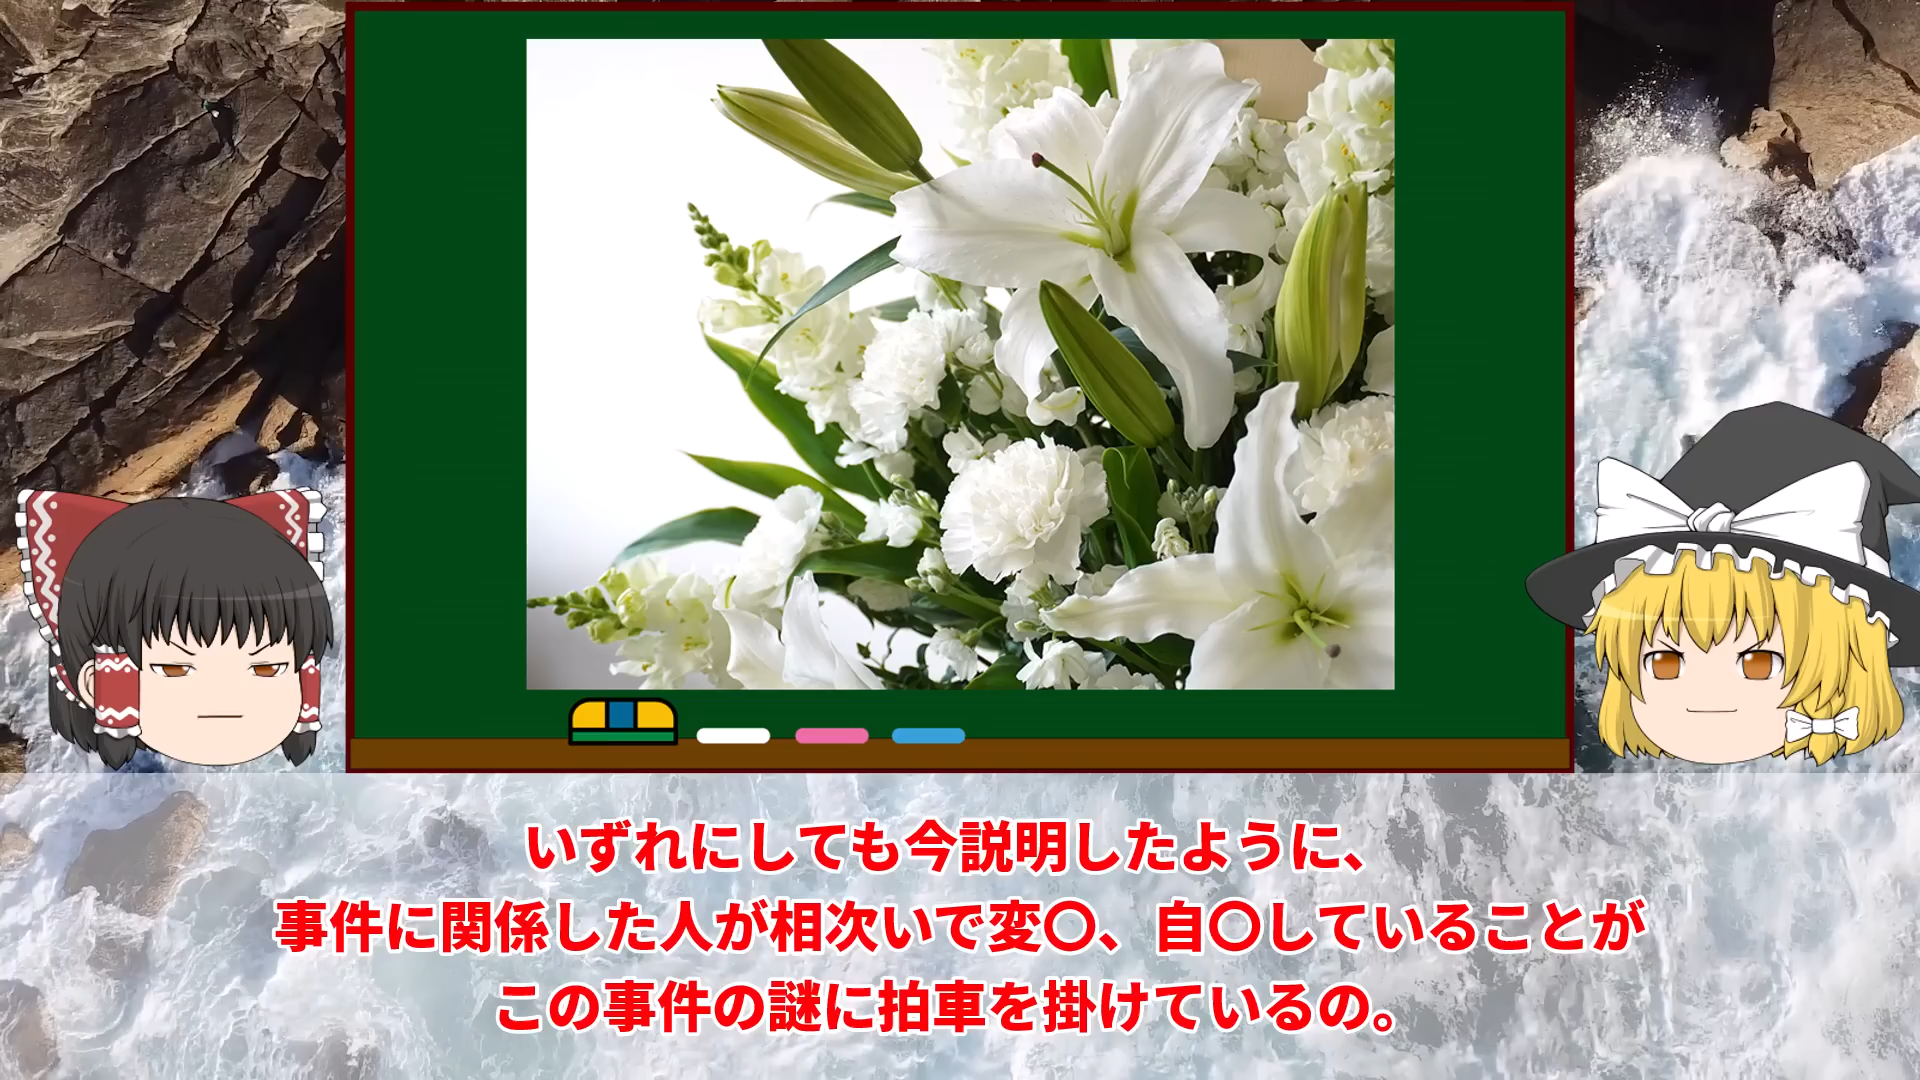 いずれにしても今説明したように、
事件に関係した人が相次いで変〇、自〇していることが
この事件の謎に拍車を掛けているの。